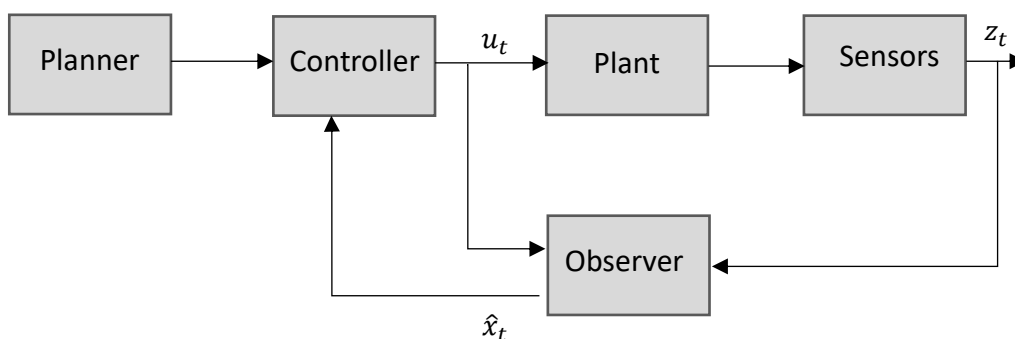 Planner
Controller
u_t
Plant
Sensors
z_t
Observer
x̂_t